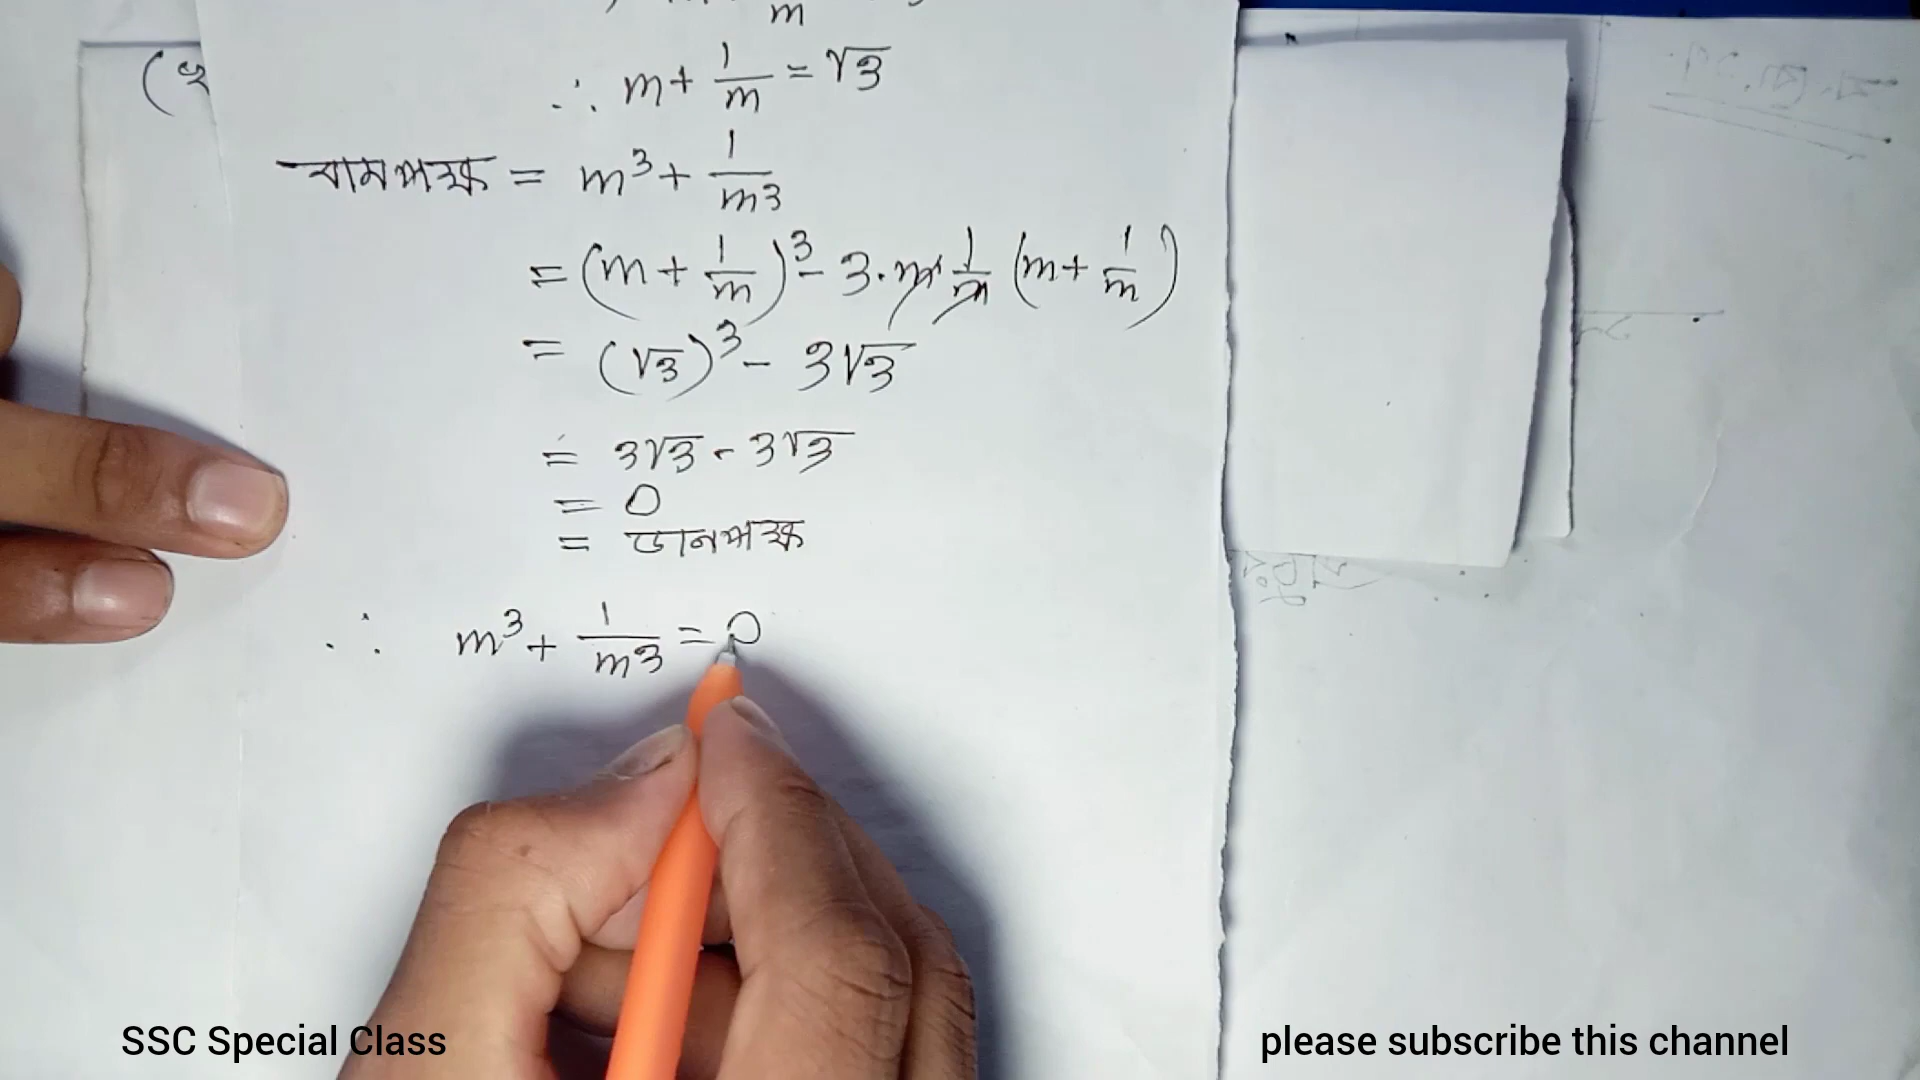 m
(২
∴ m + 1/m = √3
বামপক্ষ = m³ + 1/m³
= (m + 1/m)³ - 3·m·1/m (m + 1/m)
= (√3)³ - 3√3
= 3√3 - 3√3
= 0
= ডানপক্ষ
∴ m³ + 1/m³ = 0
SSC Special Class
please subscribe this channel